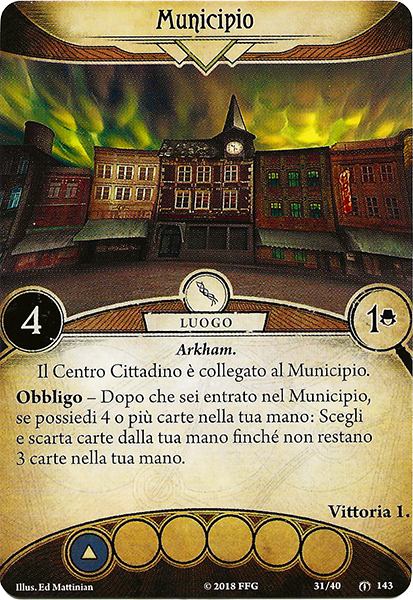 Municipio
4
LUOGO
1
Arkham.
Il Centro Cittadino è collegato al Municipio.
Obbligo – Dopo che sei entrato nel Municipio,
se possiedi 4 o più carte nella tua mano: Scegli
e scarta carte dalla tua mano finché non restano
3 carte nella tua mano.
Vittoria 1.
Illus. Ed Mattinian
© 2018 FFG
31/40
143